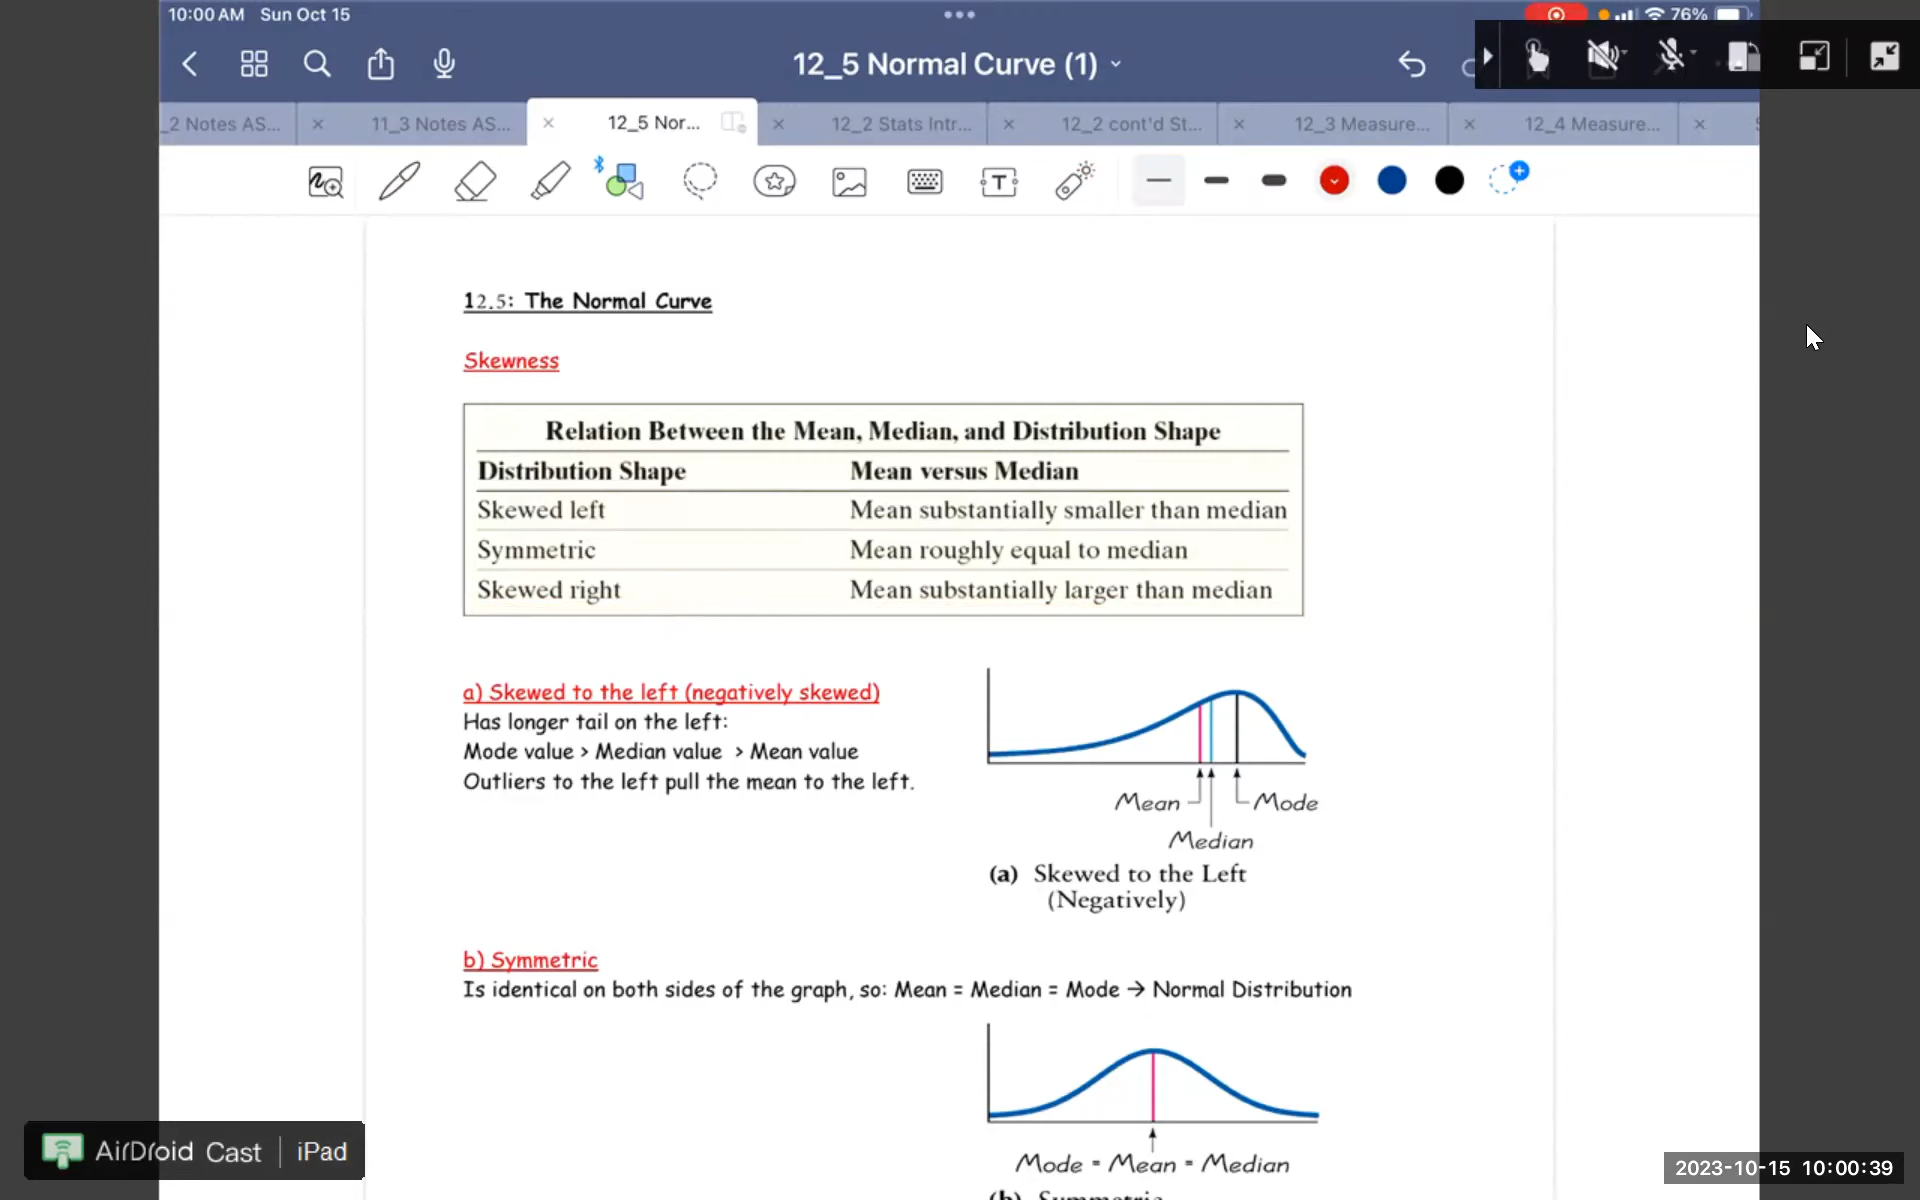 10:00 AM Sun Oct 15
76%
12_5 Normal Curve (1)
_2 Notes AS...
11_3 Notes AS...
12_5 Nor...
12_2 Stats Intr...
12_2 cont'd St...
12_3 Measure...
12_4 Measure...
T
12.5: The Normal Curve
Skewness
Relation Between the Mean, Median, and Distribution Shape
Distribution Shape Mean versus Median
Skewed left Mean substantially smaller than median
Symmetric Mean roughly equal to median
Skewed right Mean substantially larger than median
a) Skewed to the left (negatively skewed)
Has longer tail on the left:
Mode value > Median value > Mean value
Outliers to the left pull the mean to the left.
Mean Mode
Median
(a) Skewed to the Left
(Negatively)
b) Symmetric
Is identical on both sides of the graph, so: Mean = Median = Mode → Normal Distribution
Mode = Mean = Median
(b) Symmetric
AirDroid Cast | iPad
2023-10-15 10:00:39